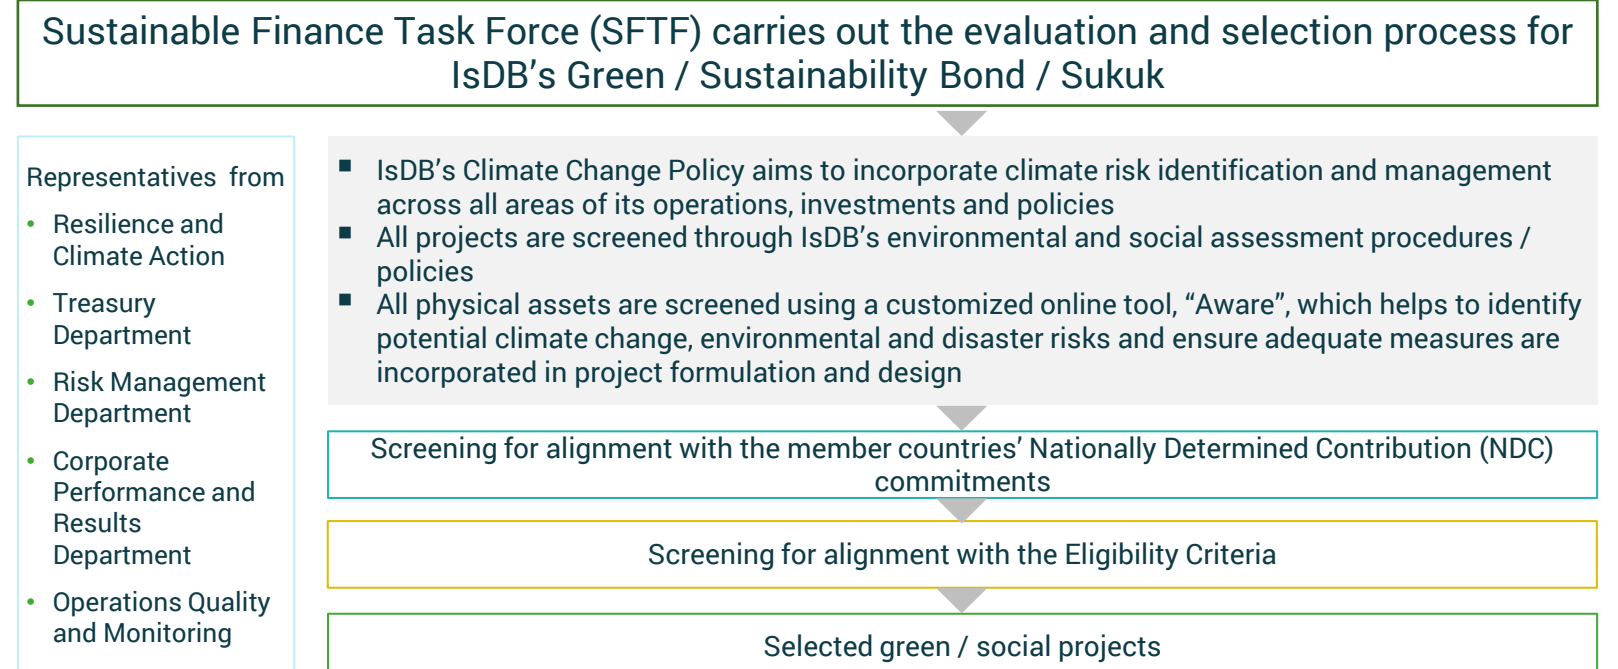 Sustainable Finance Task Force (SFTF) carries out the evaluation and selection process for
IsDB’s Green / Sustainability Bond / Sukuk
Representatives from
• Resilience and
Climate Action
• Treasury
Department
• Risk Management
Department
• Corporate
Performance and
Results
Department
• Operations Quality
and Monitoring
▪ IsDB’s Climate Change Policy aims to incorporate climate risk identification and management
across all areas of its operations, investments and policies
▪ All projects are screened through IsDB’s environmental and social assessment procedures /
policies
▪ All physical assets are screened using a customized online tool, “Aware”, which helps to identify
potential climate change, environmental and disaster risks and ensure adequate measures are
incorporated in project formulation and design
Screening for alignment with the member countries’ Nationally Determined Contribution (NDC)
commitments
Screening for alignment with the Eligibility Criteria
Selected green / social projects